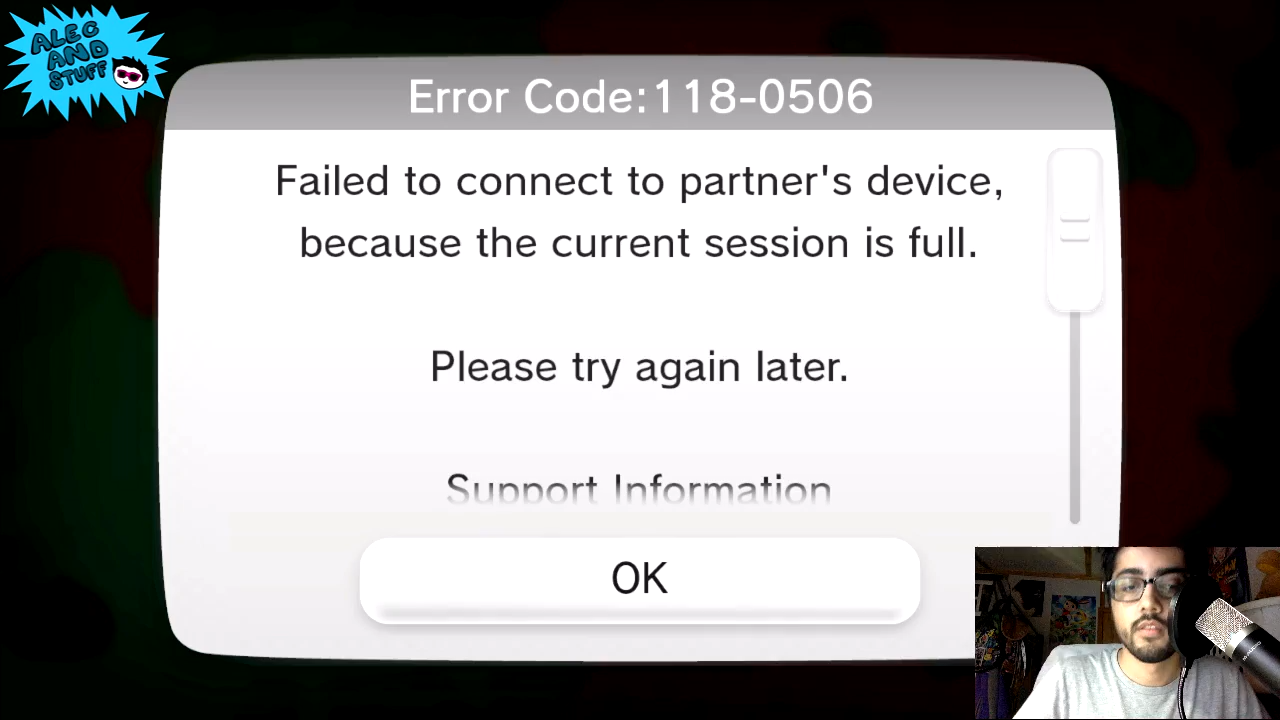 ALEC
AND
STUFF
Error Code:118-0506
Failed to connect to partner's device,
because the current session is full.
Please try again later.
Support Information
OK